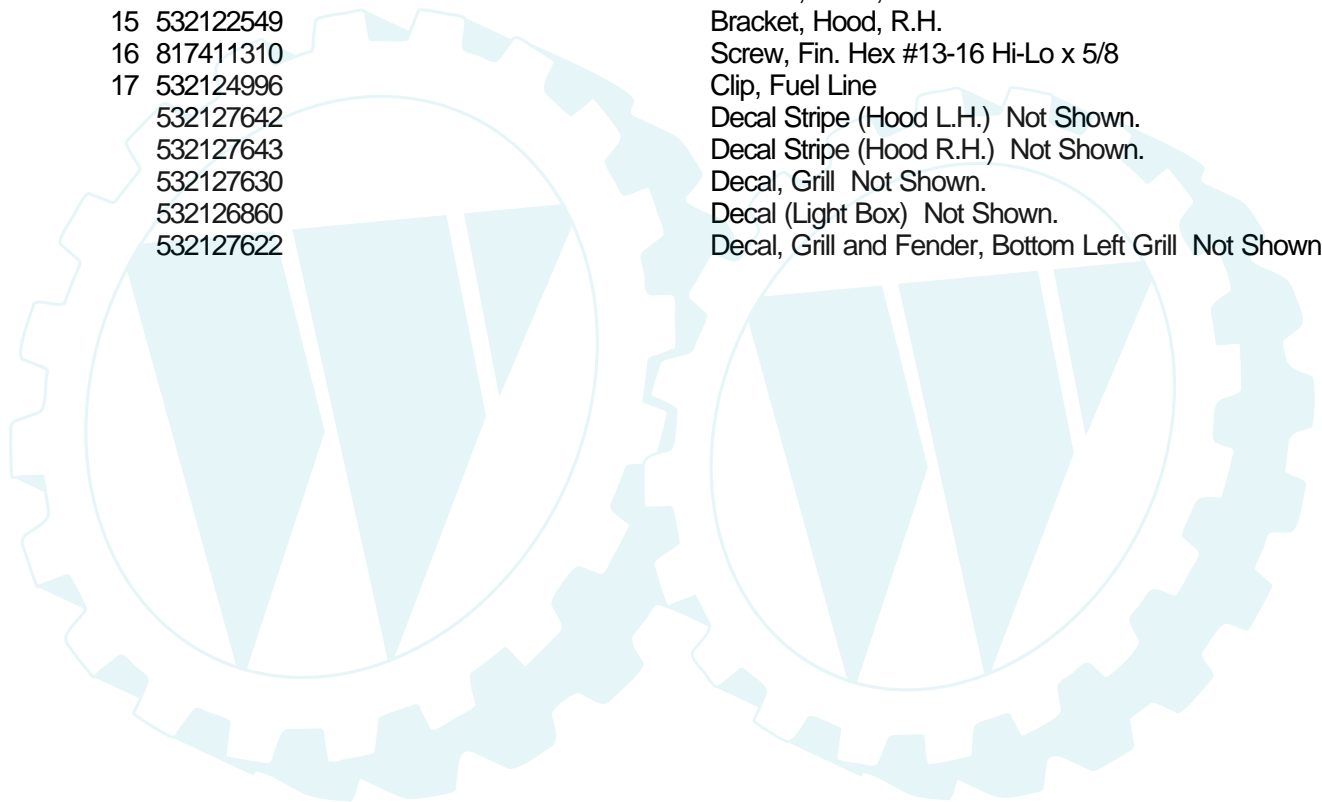 15 532122549 Bracket, Hood, R.H.
16 817411310 Screw, Fin. Hex #13-16 Hi-Lo x 5/8
17 532124996 Clip, Fuel Line
532127642 Decal Stripe (Hood L.H.) Not Shown.
532127643 Decal Stripe (Hood R.H.) Not Shown.
532127630 Decal, Grill Not Shown.
532126860 Decal (Light Box) Not Shown.
532127622 Decal, Grill and Fender, Bottom Left Grill Not Shown